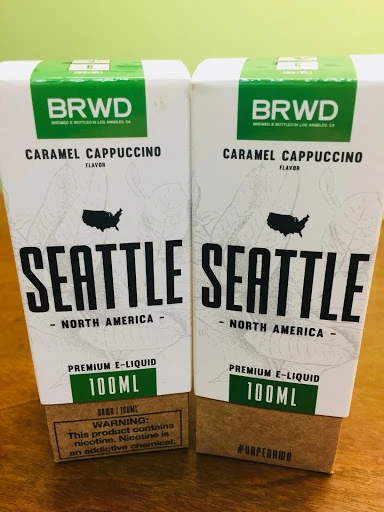 BRWD
BREWED & BOTTLED IN LOS ANGELES, CA
CARAMEL CAPPUCCINO
FLAVOR
SEATTLE
- NORTH AMERICA -
PREMIUM E-LIQUID
100ML
BRWD / 100ML
WARNING:
This product contains
nicotine. Nicotine is
an addictive chemical.
BRWD
BREWED & BOTTLED IN LOS ANGELES, CA
CARAMEL CAPPUCCINO
FLAVOR
SEATTLE
- NORTH AMERICA -
PREMIUM E-LIQUID
100ML
#VAPEBRWD